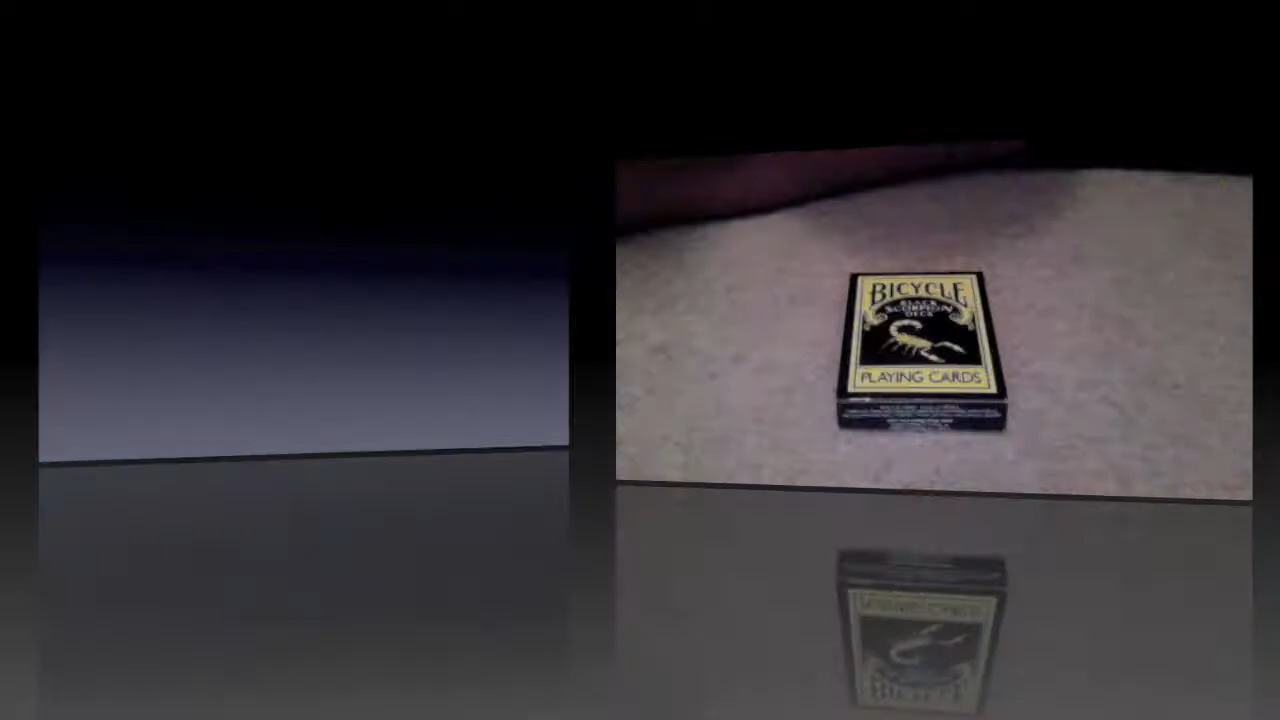 BICYCLE
BLACK
SCORPION
DECK
PLAYING CARDS